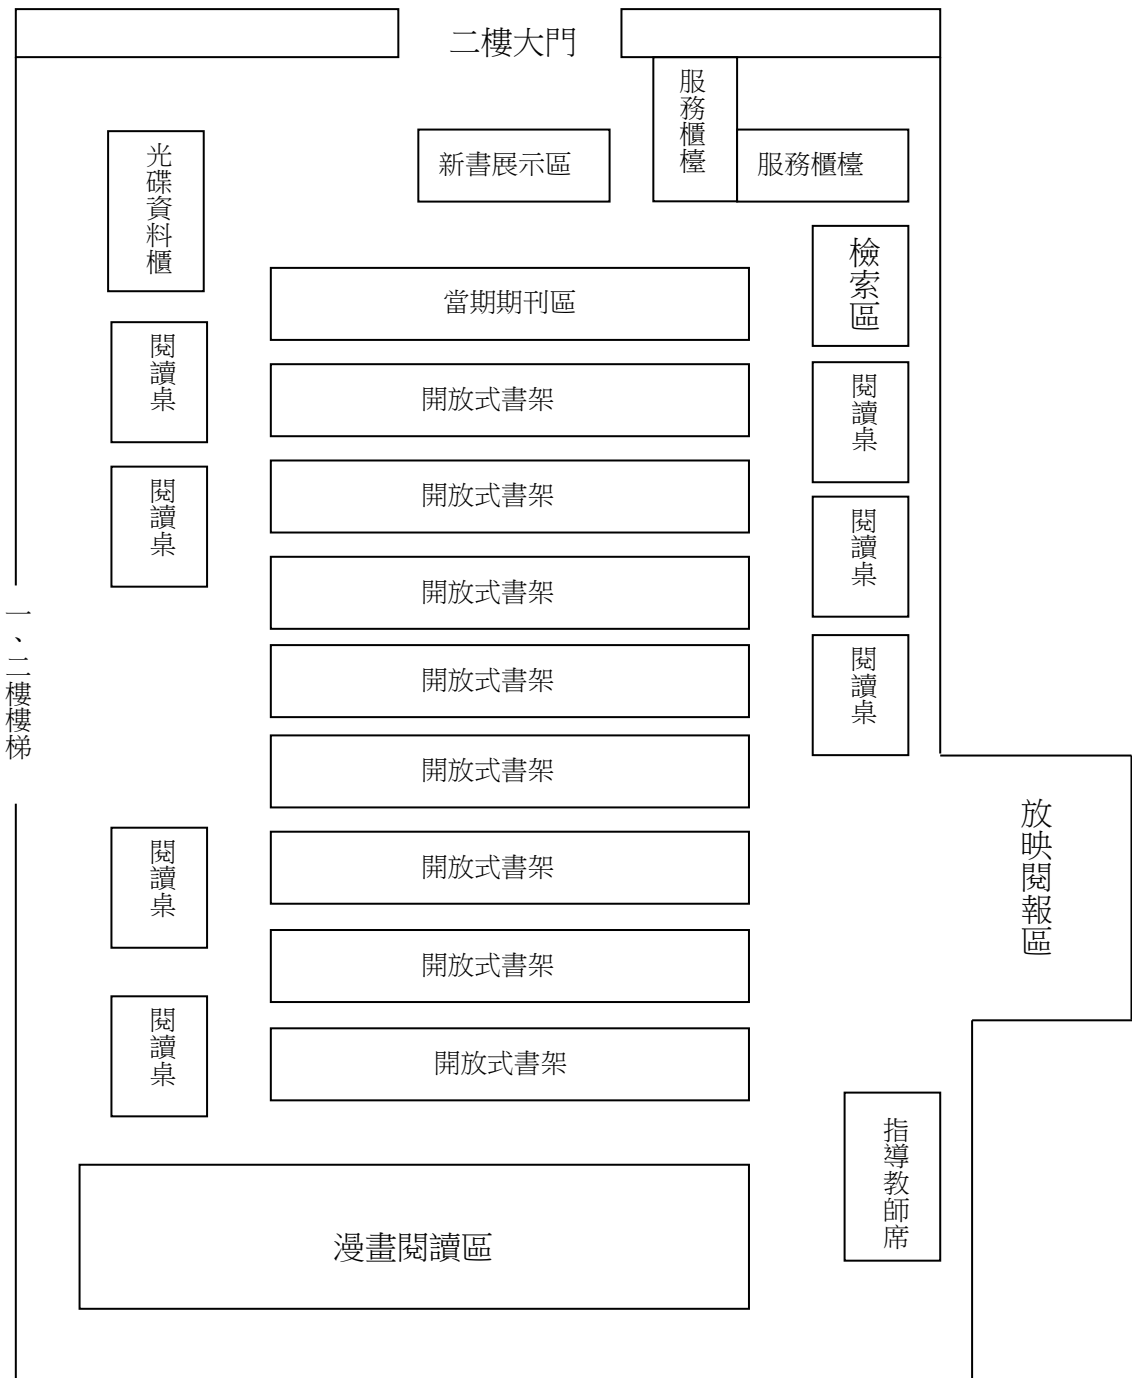 二樓大門
服務櫃檯
光碟資料櫃
新書展示區
服務櫃檯
檢索區
當期期刊區
閱讀桌
開放式書架
閱讀桌
閱讀桌
開放式書架
閱讀桌
開放式書架
一、二樓樓梯
開放式書架
閱讀桌
開放式書架
放映閱報區
閱讀桌
開放式書架
開放式書架
閱讀桌
開放式書架
指導教師席
漫畫閱讀區